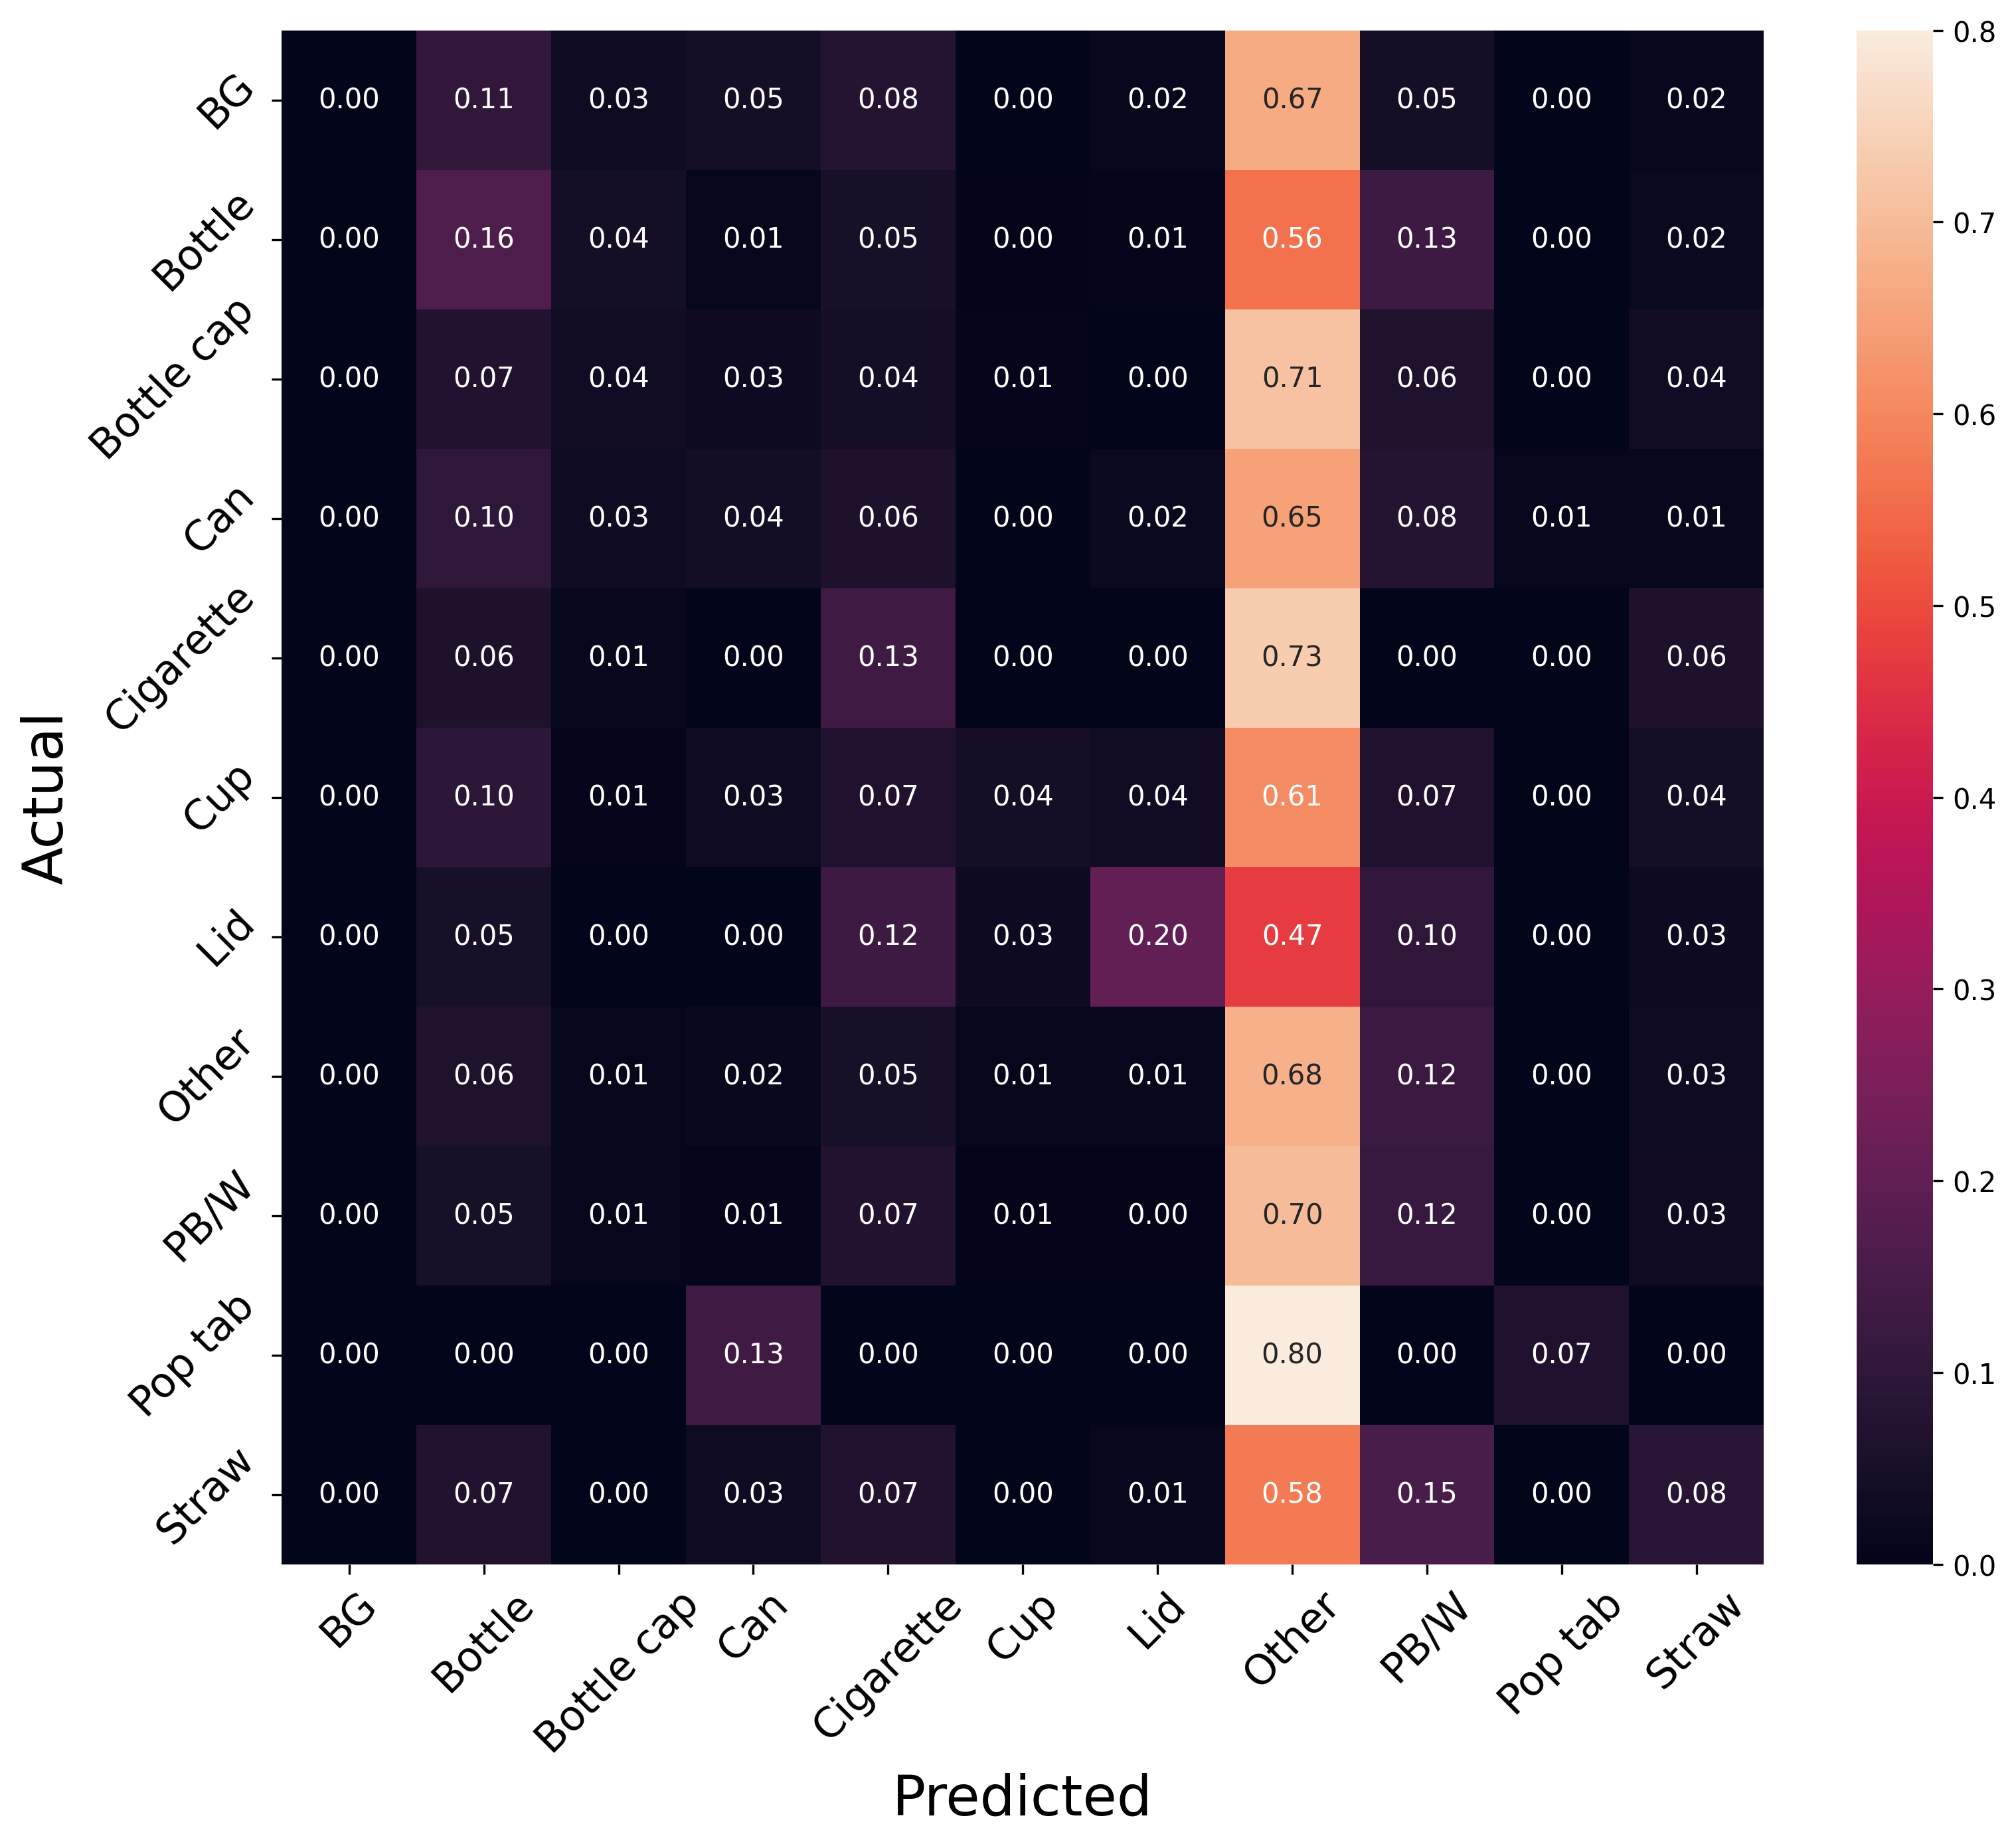 BG 0.00 0.11 0.03 0.05 0.08 0.00 0.02 0.67 0.05 0.00 0.02
Bottle 0.00 0.16 0.04 0.01 0.05 0.00 0.01 0.56 0.13 0.00 0.02
Bottle cap 0.00 0.07 0.04 0.03 0.04 0.01 0.00 0.71 0.06 0.00 0.04
Can 0.00 0.10 0.03 0.04 0.06 0.00 0.02 0.65 0.08 0.01 0.01
Cigarette 0.00 0.06 0.01 0.00 0.13 0.00 0.00 0.73 0.00 0.00 0.06
Cup 0.00 0.10 0.01 0.03 0.07 0.04 0.04 0.61 0.07 0.00 0.04
Lid 0.00 0.05 0.00 0.00 0.12 0.03 0.20 0.47 0.10 0.00 0.03
Other 0.00 0.06 0.01 0.02 0.05 0.01 0.01 0.68 0.12 0.00 0.03
PB/W 0.00 0.05 0.01 0.01 0.07 0.01 0.00 0.70 0.12 0.00 0.03
Pop tab 0.00 0.00 0.00 0.13 0.00 0.00 0.00 0.80 0.00 0.07 0.00
Straw 0.00 0.07 0.00 0.03 0.07 0.00 0.01 0.58 0.15 0.00 0.08
BG Bottle Bottle cap Can Cigarette Cup Lid Other PB/W Pop tab Straw
Actual
Predicted
0.8
0.7
0.6
0.5
0.4
0.3
0.2
0.1
0.0